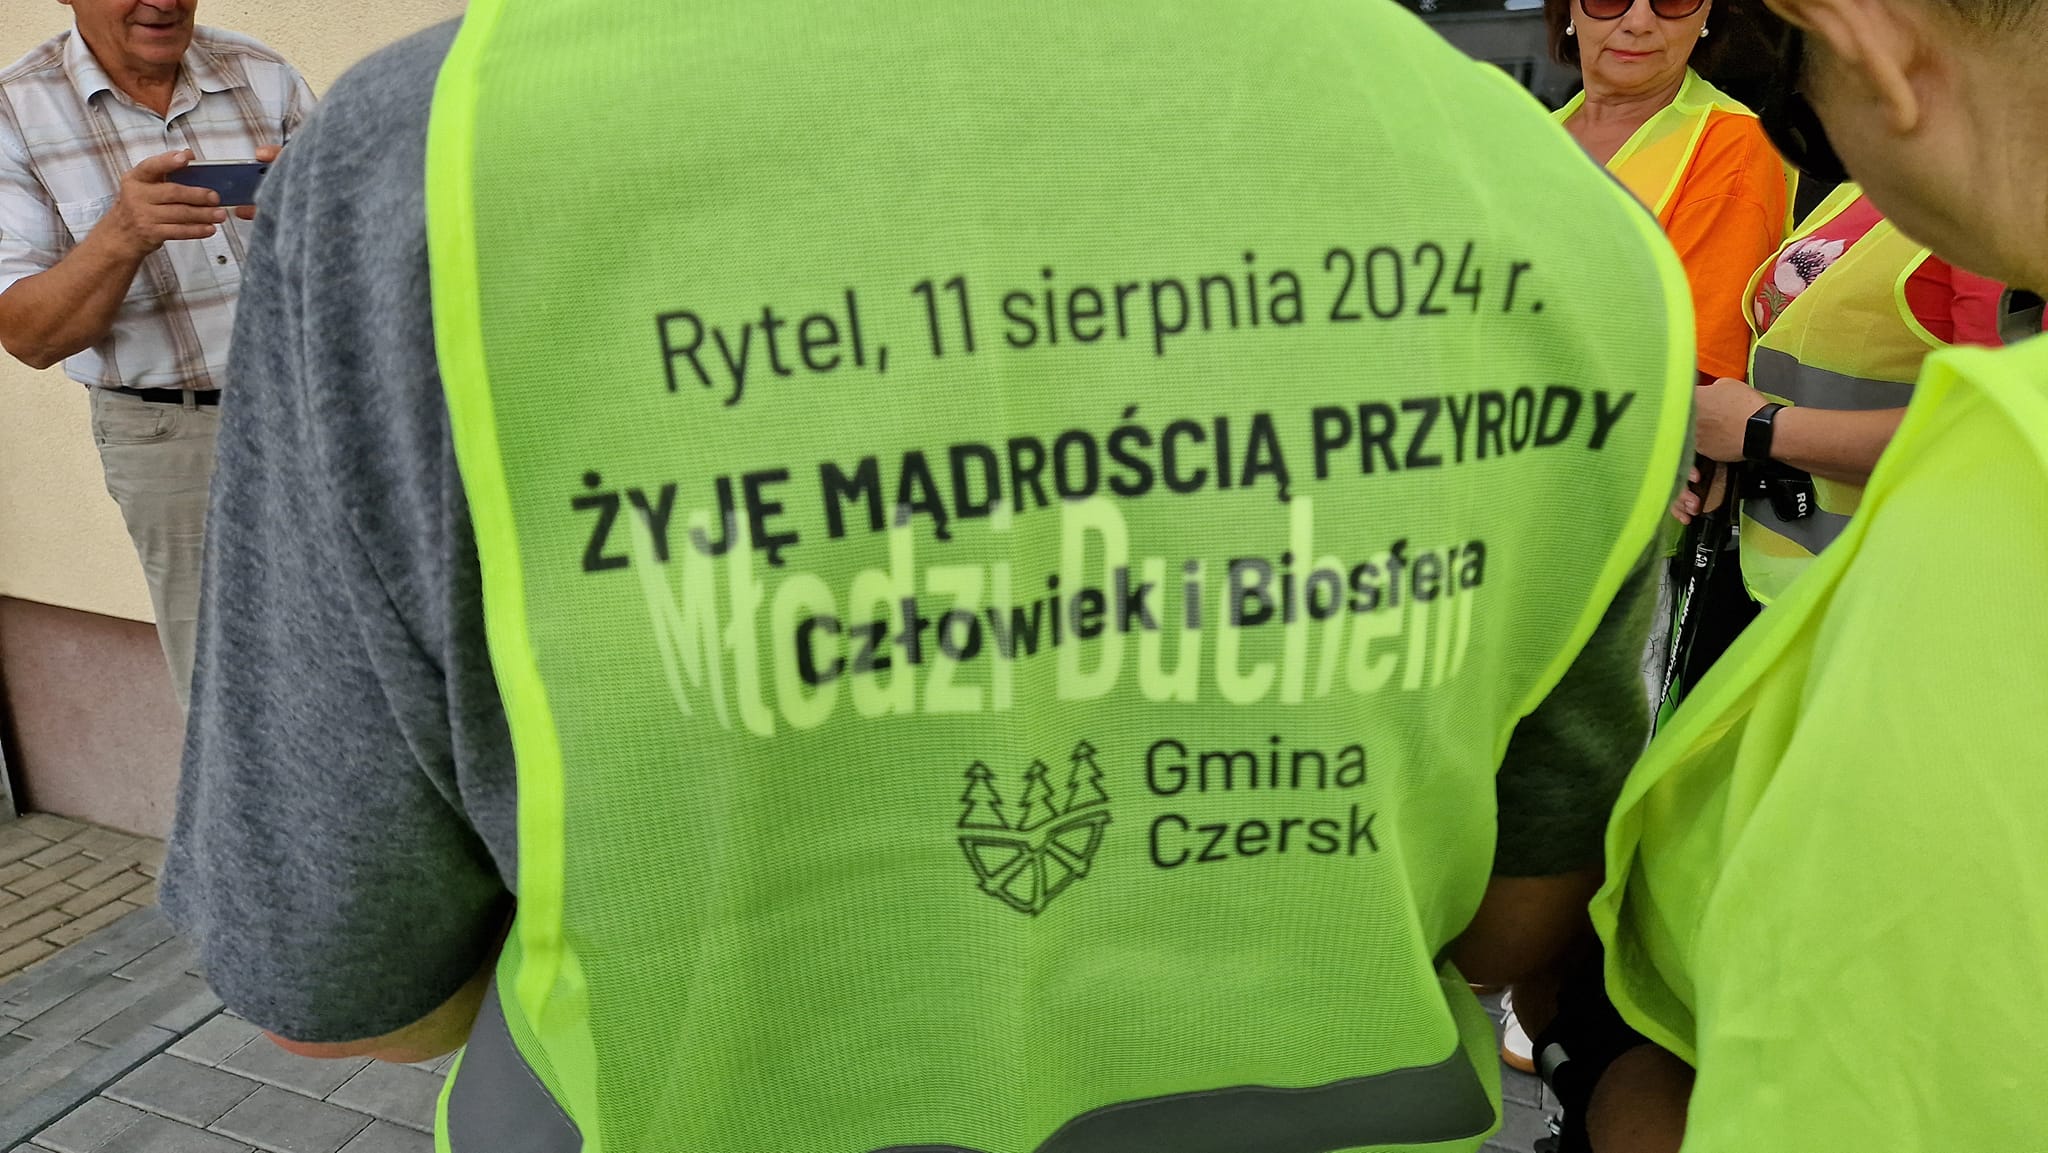 Rytel, 11 sierpnia 2024 r.
ŻYJĘ MĄDROŚCIĄ PRZYRODY
Młodzi Duchem
Człowiek i Biosfera
Gmina
Czersk